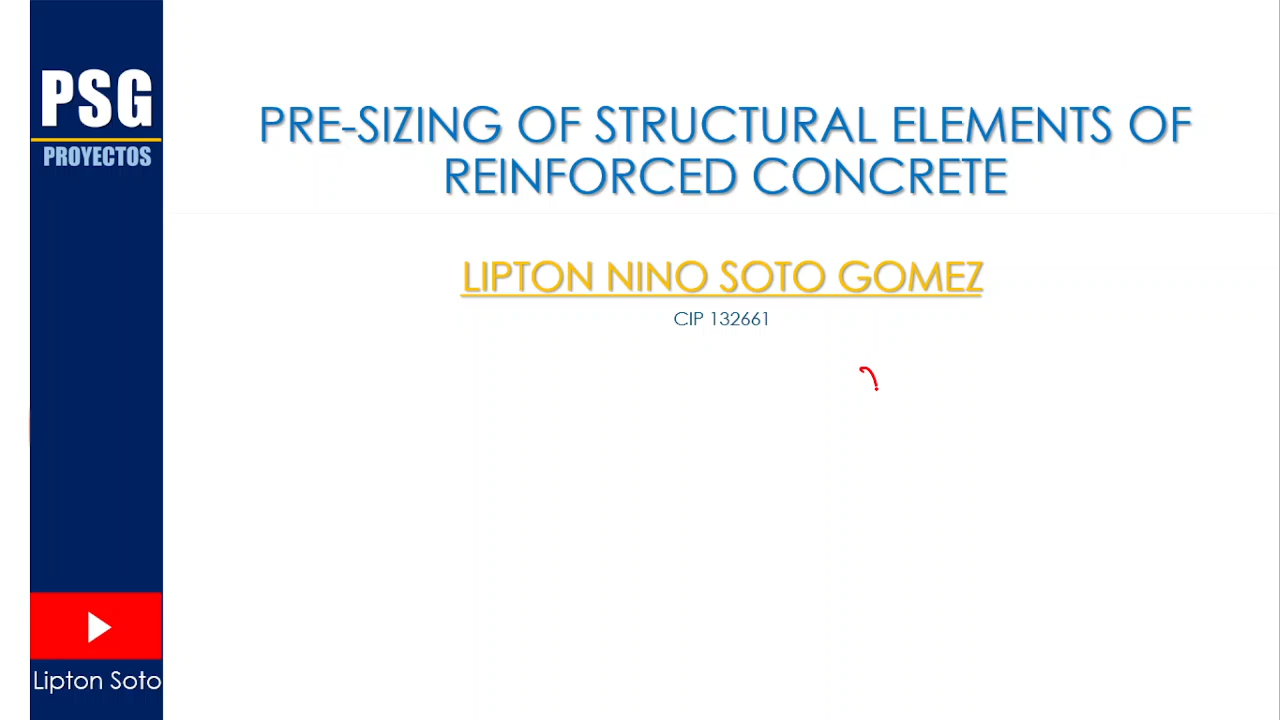 PSG
PROYECTOS
PRE-SIZING OF STRUCTURAL ELEMENTS OF
REINFORCED CONCRETE
LIPTON NINO SOTO GOMEZ
CIP 132661
Lipton Soto